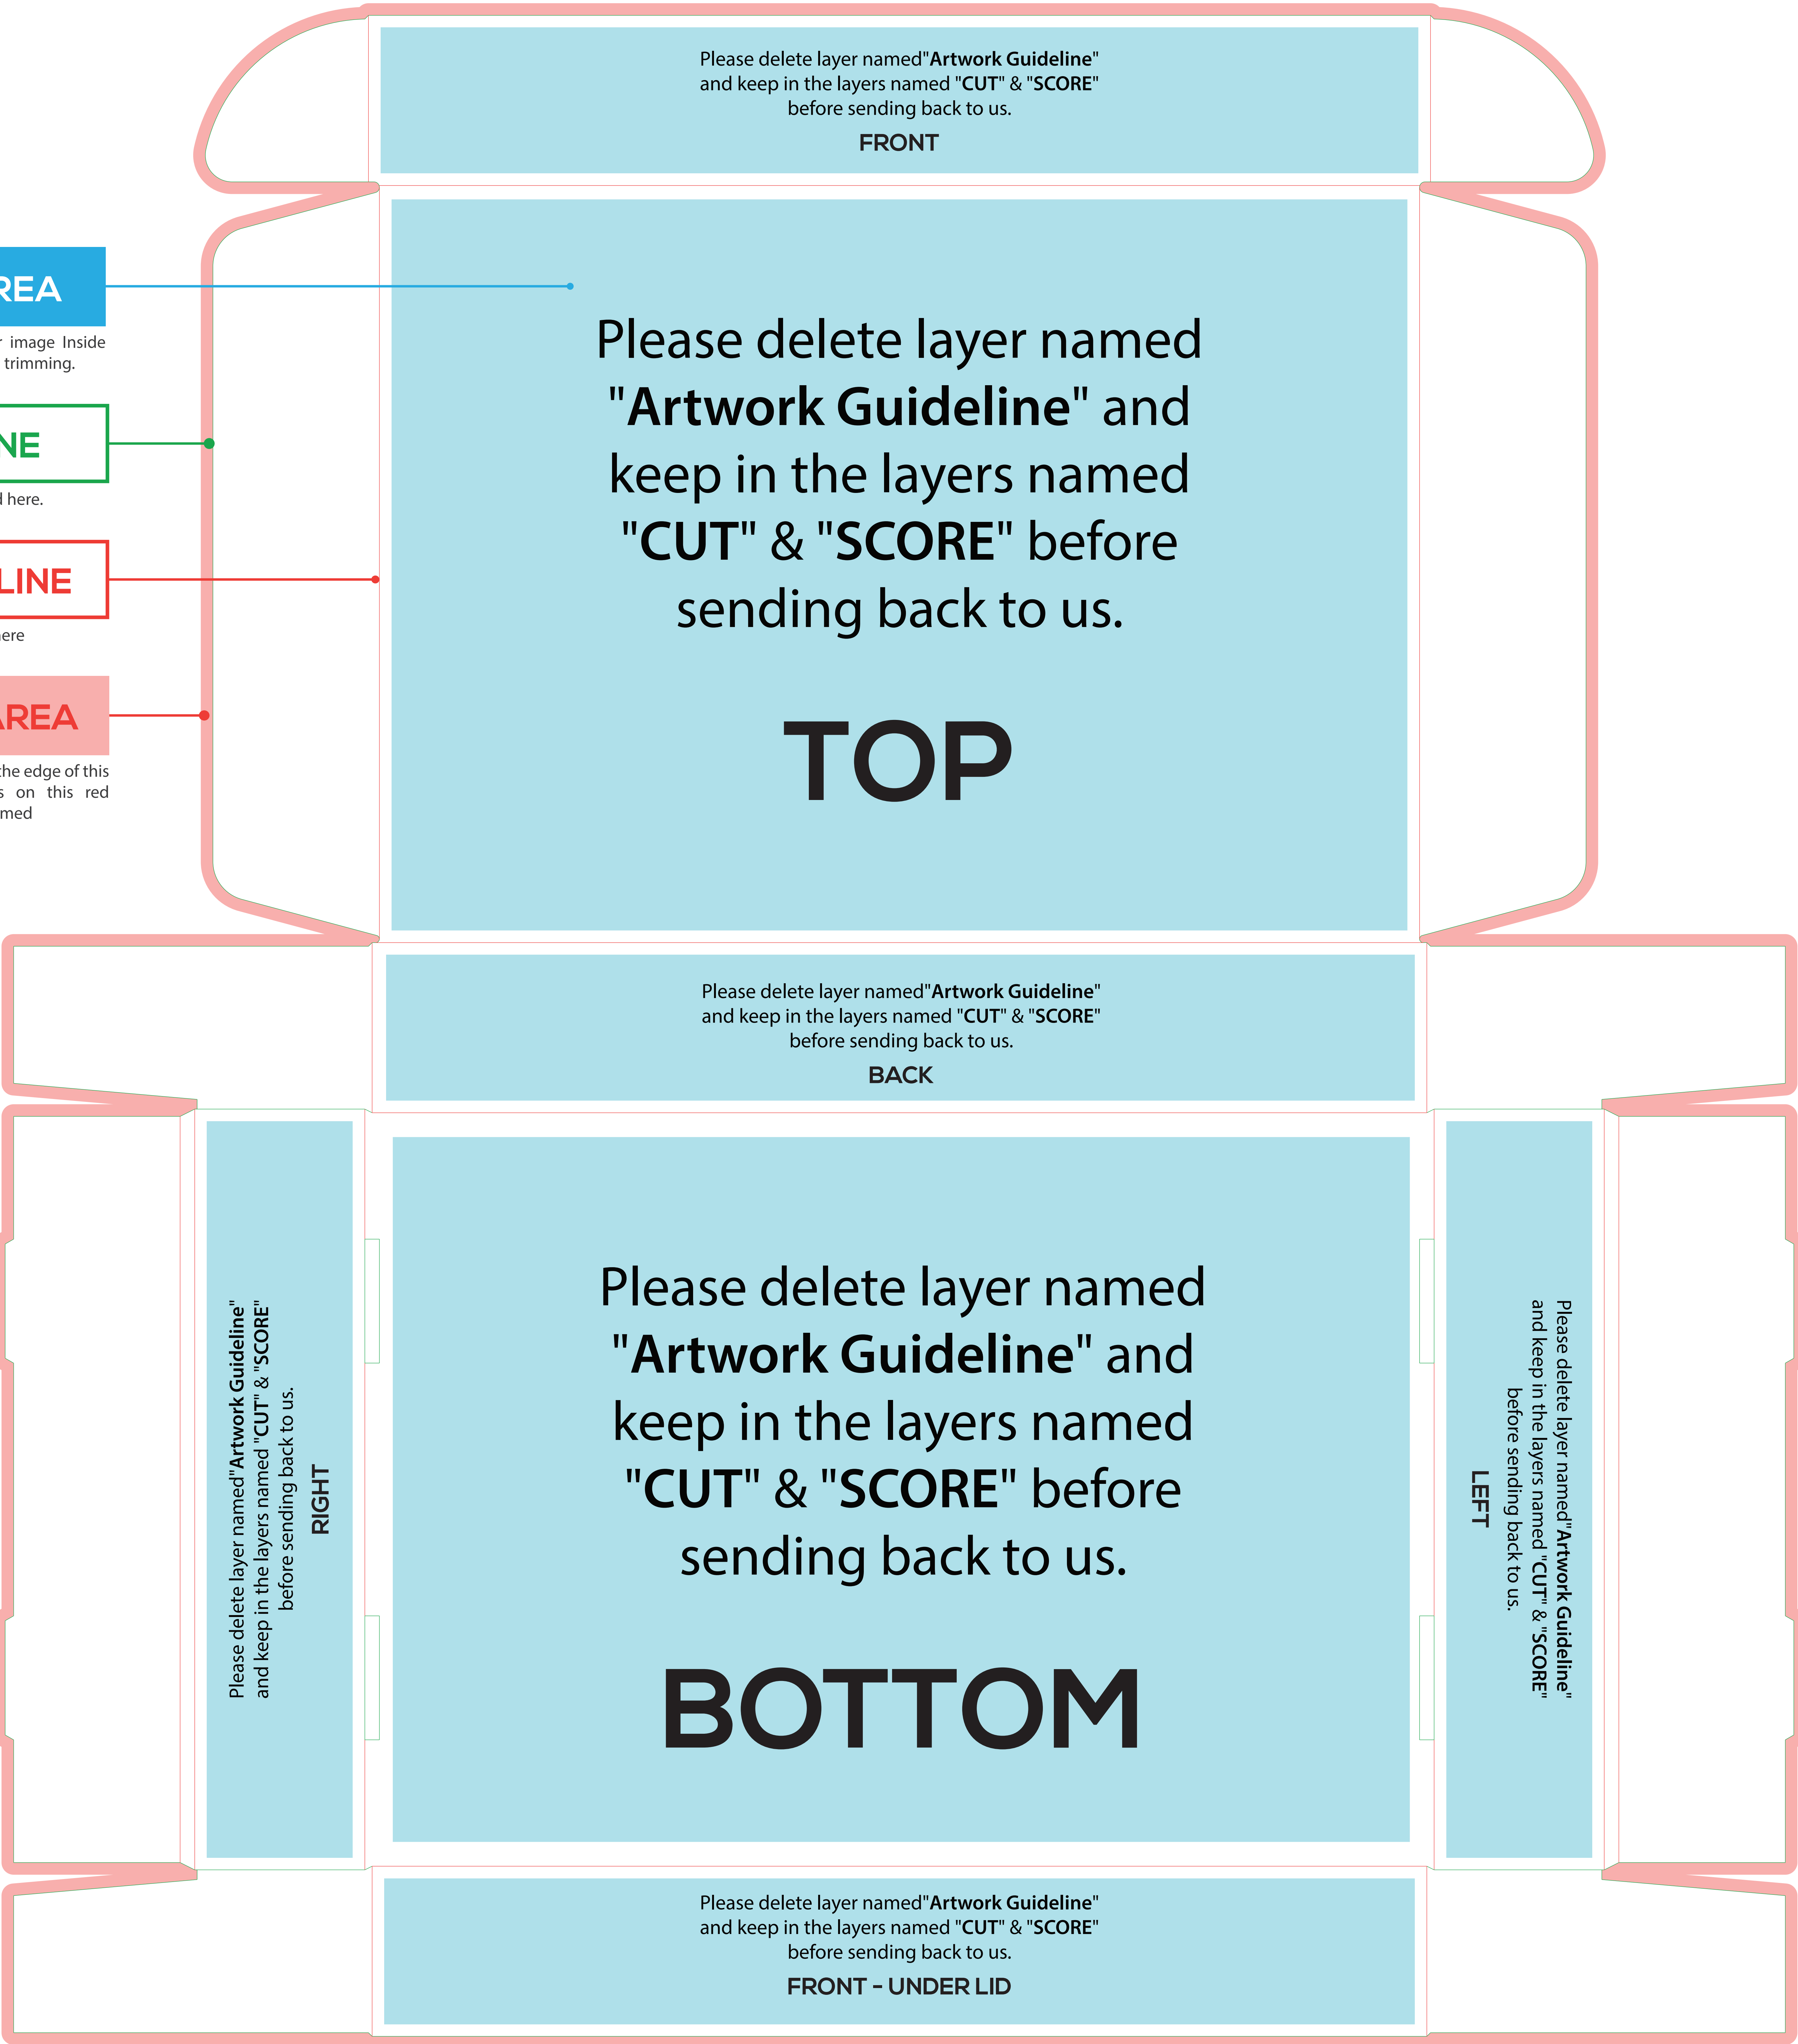 Please delete layer named"Artwork Guideline"
and keep in the layers named "CUT" & "SCORE"
before sending back to us.
FRONT
REA
image Inside
trimming.
NE
here.
LINE
ere
AREA
the edge of this
s on this red
med
Please delete layer named
"Artwork Guideline" and
keep in the layers named
"CUT" & "SCORE" before
sending back to us.
TOP
Please delete layer named"Artwork Guideline"
and keep in the layers named "CUT" & "SCORE"
before sending back to us.
BACK
Please delete layer named"Artwork Guideline"
and keep in the layers named "CUT" & "SCORE"
before sending back to us.
RIGHT
Please delete layer named
"Artwork Guideline" and
keep in the layers named
"CUT" & "SCORE" before
sending back to us.
BOTTOM
Please delete layer named"Artwork Guideline"
and keep in the layers named "CUT" & "SCORE"
before sending back to us.
LEFT
Please delete layer named"Artwork Guideline"
and keep in the layers named "CUT" & "SCORE"
before sending back to us.
FRONT - UNDER LID